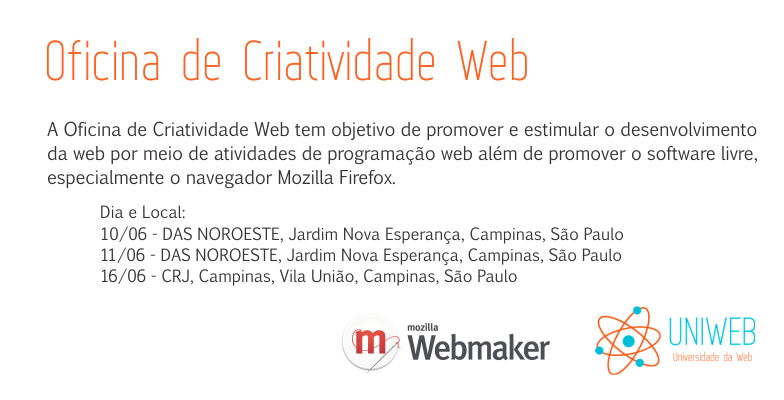 Oficina de Criatividade Web
A Oficina de Criatividade Web tem objetivo de promover e estimular o desenvolvimento
da web por meio de atividades de programação web além de promover o software livre,
especialmente o navegador Mozilla Firefox.
Dia e Local:
10/06 - DAS NOROESTE, Jardim Nova Esperança, Campinas, São Paulo
11/06 - DAS NOROESTE, Jardim Nova Esperança, Campinas, São Paulo
16/06 - CRJ, Campinas, Vila União, Campinas, São Paulo
m
mozilla
Webmaker
UNIWEB
Universidade da Web